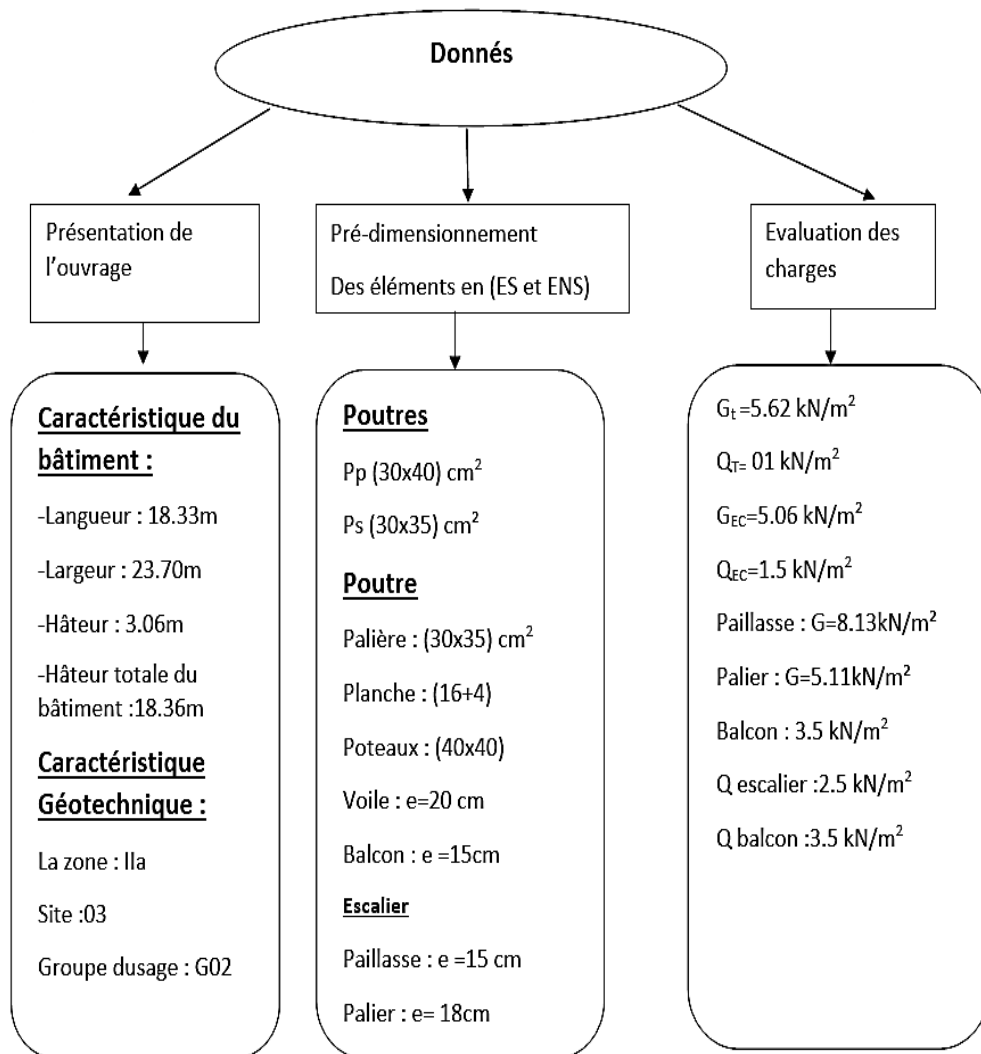 Donnés
Présentation de
l'ouvrage
Pré-dimensionnement
Des éléments en (ES et ENS)
Evaluation des
charges
Caractéristique du
bâtiment :
-Langueur : 18.33m
-Largeur : 23.70m
-Hâteur : 3.06m
-Hâteur totale du
bâtiment :18.36m
Caractéristique
Géotechnique :
La zone : IIa
Site :03
Groupe dusage : G02
Poutres
Pp (30x40) cm²
Ps (30x35) cm²
Poutre
Palière : (30x35) cm²
Planche : (16+4)
Poteaux : (40x40)
Voile : e=20 cm
Balcon : e =15cm
Escalier
Paillasse : e =15 cm
Palier : e= 18cm
Gt =5.62 kN/m²
QT= 01 kN/m²
GEC=5.06 kN/m²
QEC=1.5 kN/m²
Paillasse : G=8.13kN/m²
Palier : G=5.11kN/m²
Balcon : 3.5 kN/m²
Q escalier :2.5 kN/m²
Q balcon :3.5 kN/m²